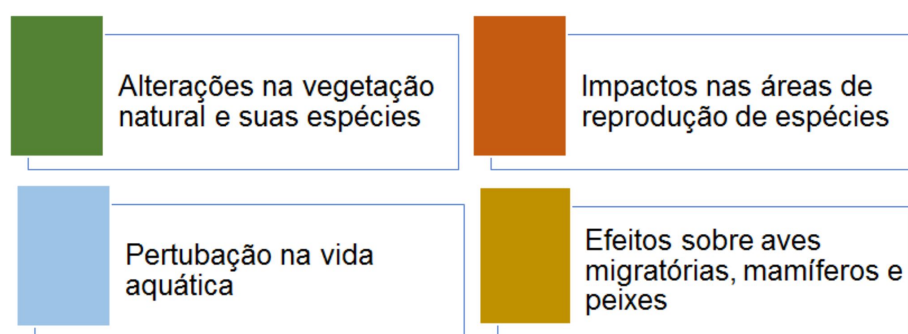 Alterações na vegetação
natural e suas espécies
Impactos nas áreas de
reprodução de espécies
Pertubação na vida
aquática
Efeitos sobre aves
migratórias, mamíferos e
peixes